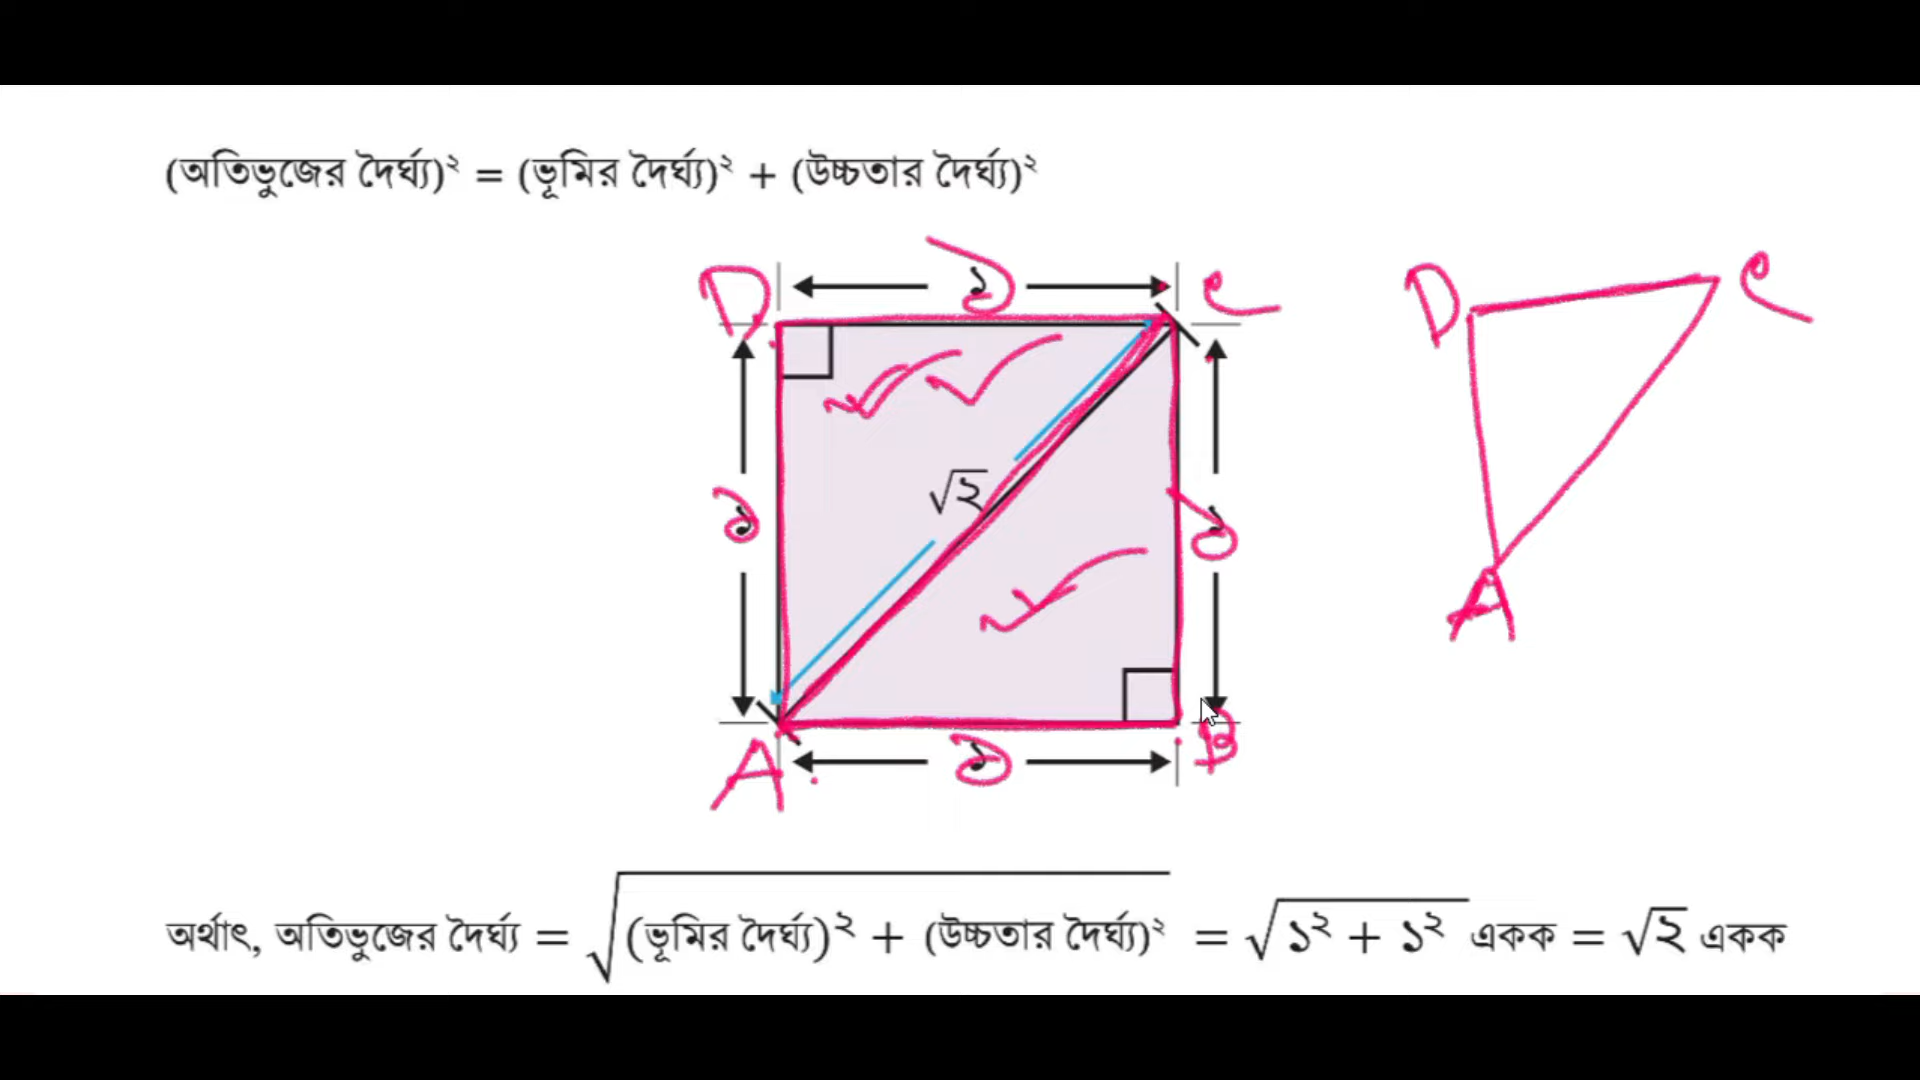 (অতিভুজের দৈর্ঘ্য)² = (ভূমির দৈর্ঘ্য)² + (উচ্চতার দৈর্ঘ্য)²
D ১ C
D C
১ √২ ১
A
A ১ B
অর্থাৎ, অতিভুজের দৈর্ঘ্য = √(ভূমির দৈর্ঘ্য)² + (উচ্চতার দৈর্ঘ্য)² = √১² + ১² একক = √২ একক